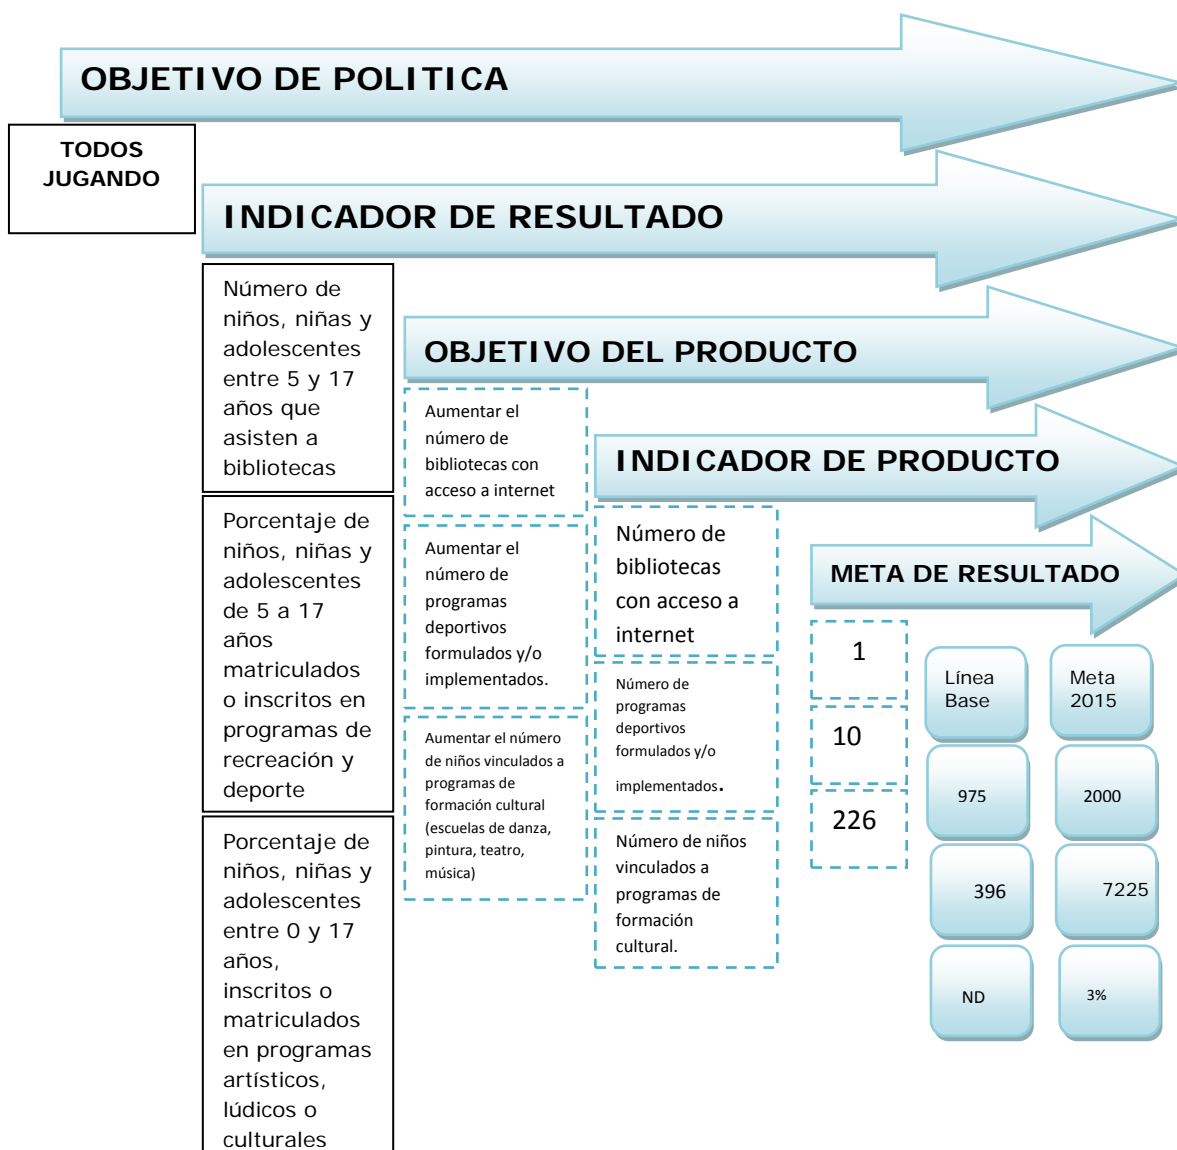 OBJETIVO DE POLITICA
TODOS
JUGANDO
INDICADOR DE RESULTADO
Número de
niños, niñas y
adolescentes
entre 5 y 17
años que
asisten a
bibliotecas
Porcentaje de
niños, niñas y
adolescentes
de 5 a 17
años
matriculados
o inscritos en
programas de
recreación y
deporte
Porcentaje de
niños, niñas y
adolescentes
entre 0 y 17
años,
inscritos o
matriculados
en programas
artísticos,
lúdicos o
culturales
OBJETIVO DEL PRODUCTO
Aumentar el
número de
bibliotecas con
acceso a internet
Aumentar el
número de
programas
deportivos
formulados y/o
implementados.
Aumentar el número
de niños vinculados a
programas de
formación cultural
(escuelas de danza,
pintura, teatro,
música)
INDICADOR DE PRODUCTO
Número de
bibliotecas
con acceso a
internet
Número de
programas
deportivos
formulados y/o
implementados.
Número de niños
vinculados a
programas de
formación
cultural.
META DE RESULTADO
1
10
226
Línea
Base
Meta
2015
975
2000
396
7225
ND
3%